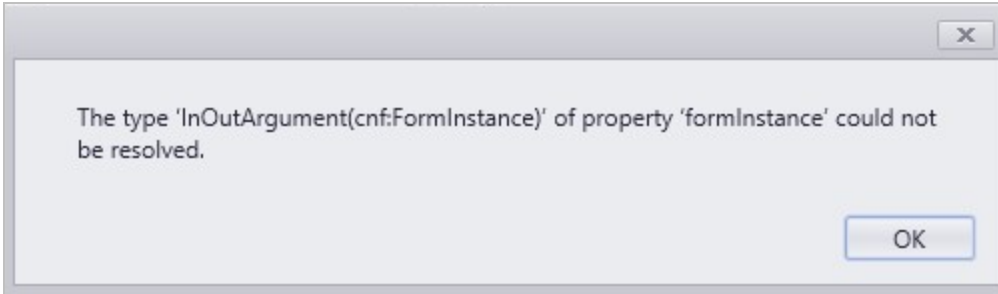 The type ‘InOutArgument(cnf:FormInstance)’ of property ‘formInstance’ could not
be resolved.
OK